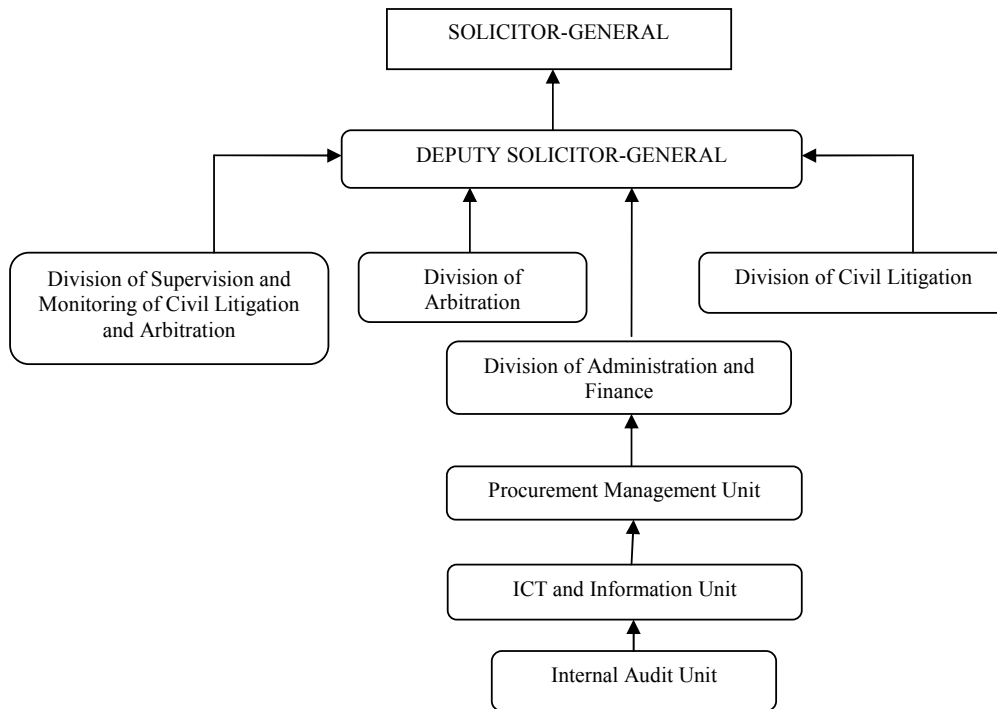 SOLICITOR-GENERAL
DEPUTY SOLICITOR-GENERAL
Division of Supervision and
Monitoring of Civil Litigation
and Arbitration
Division of
Arbitration
Division of Civil Litigation
Division of Administration and
Finance
Procurement Management Unit
ICT and Information Unit
Internal Audit Unit